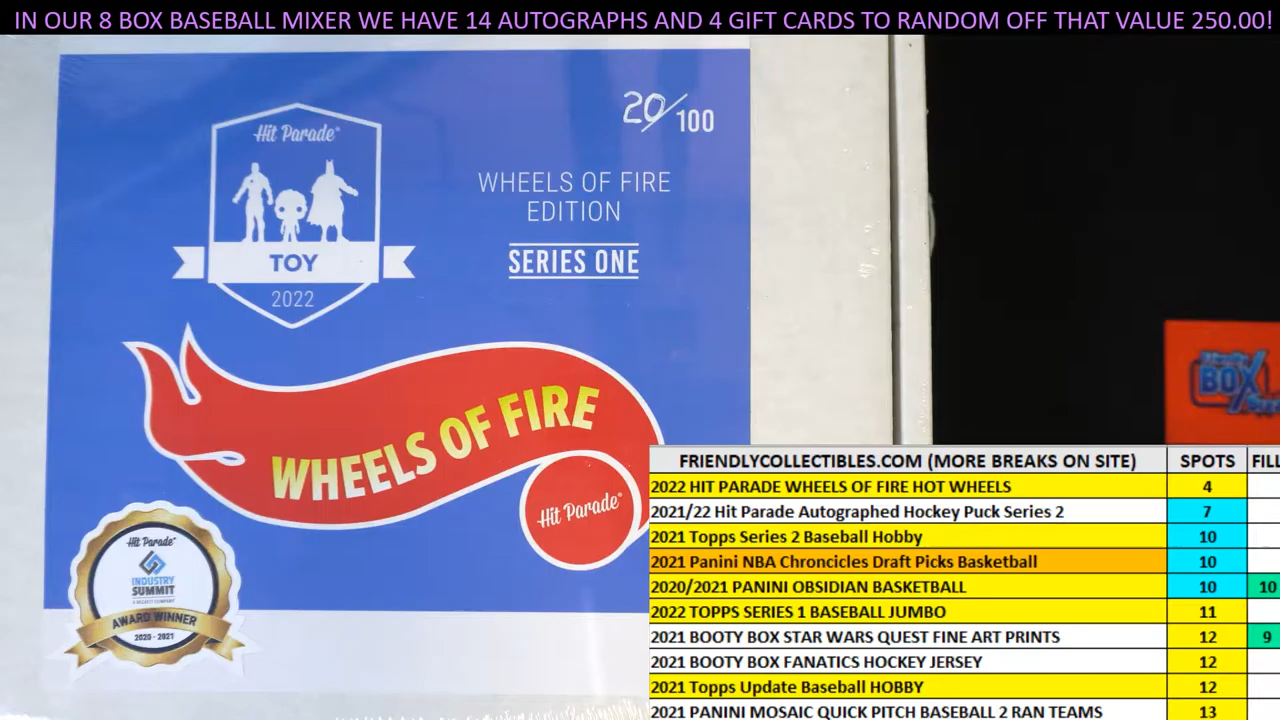 IN OUR 8 BOX BASEBALL MIXER WE HAVE 14 AUTOGRAPHS AND 4 GIFT CARDS TO RANDOM OFF THAT VALUE 250.00!
20/100
Hit Parade®
WHEELS OF FIRE
EDITION
SERIES ONE
TOY
2022
WHEELS OF FIRE
Hit Parade®
BOX
Hit Parade®
INDUSTRY
SUMMIT
AWARD WINNER
2020 - 2021
FRIENDLYCOLLECTIBLES.COM (MORE BREAKS ON SITE) SPOTS FILL
2022 HIT PARADE WHEELS OF FIRE HOT WHEELS 4
2021/22 Hit Parade Autographed Hockey Puck Series 2 7
2021 Topps Series 2 Baseball Hobby 10
2021 Panini NBA Chroncicles Draft Picks Basketball 10
2020/2021 PANINI OBSIDIAN BASKETBALL 10 10
2022 TOPPS SERIES 1 BASEBALL JUMBO 11
2021 BOOTY BOX STAR WARS QUEST FINE ART PRINTS 12 9
2021 BOOTY BOX FANATICS HOCKEY JERSEY 12
2021 Topps Update Baseball HOBBY 12
2021 PANINI MOSAIC QUICK PITCH BASEBALL 2 RAN TEAMS 13